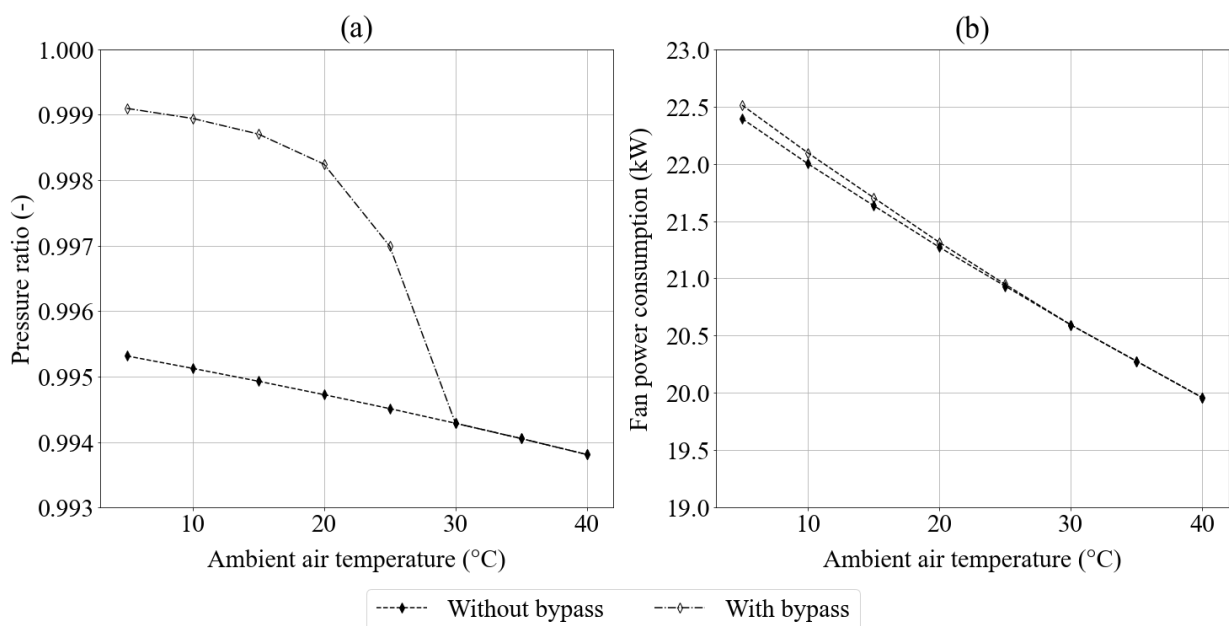 (a)
1.000
0.999
0.998
0.997
0.996
0.995
0.994
0.993
Pressure ratio (-)
10 20 30 40
Ambient air temperature (°C)
(b)
23.0
22.5
22.0
21.5
21.0
20.5
20.0
19.5
19.0
Fan power consumption (kW)
10 20 30 40
Ambient air temperature (°C)
Without bypass With bypass